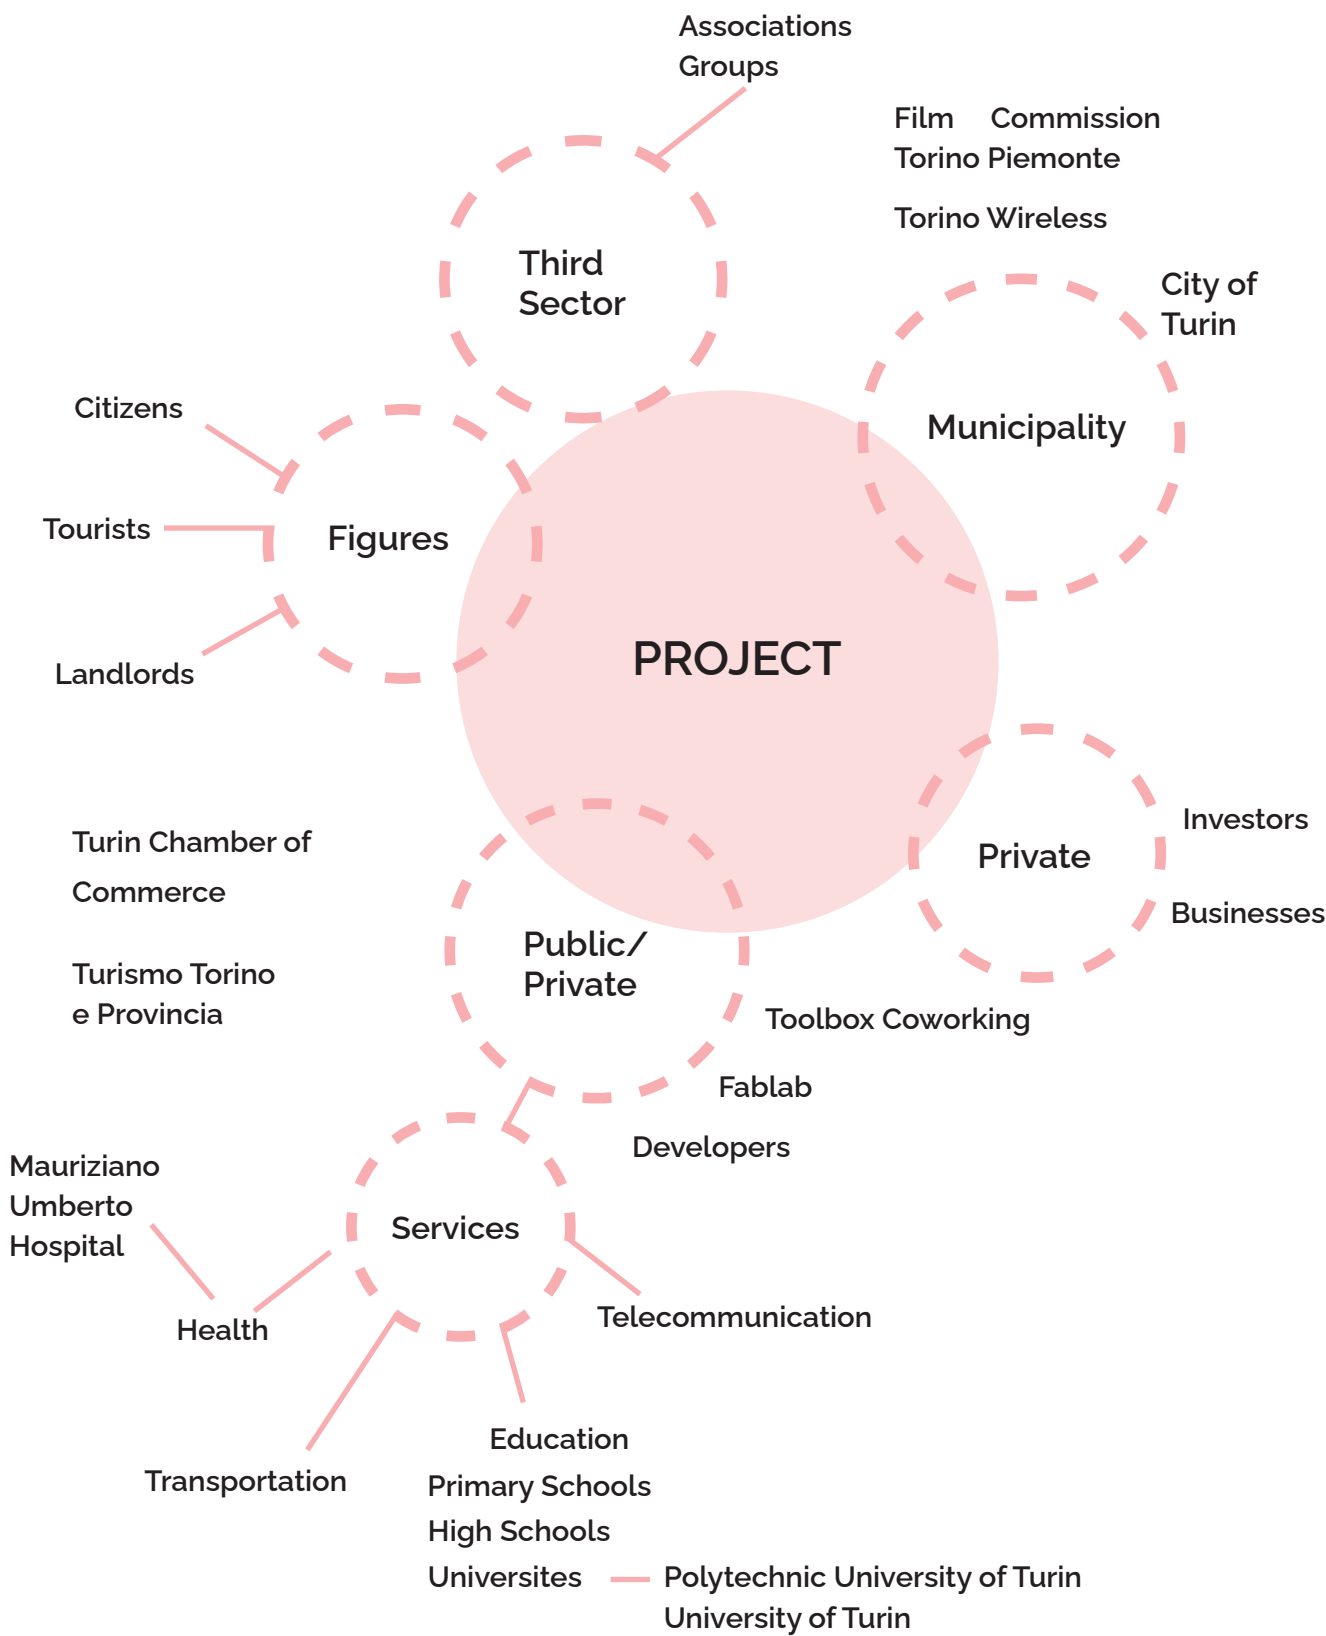 Associations
Groups
Film Commission
Torino Piemonte
Torino Wireless
Third
Sector
City of
Turin
Municipality
Citizens
Tourists
Figures
Landlords
PROJECT
Turin Chamber of
Commerce
Turismo Torino
e Provincia
Public/
Private
Private
Investors
Businesses
Toolbox Coworking
Fablab
Developers
Mauriziano
Umberto
Hospital
Services
Health
Telecommunication
Transportation
Education
Primary Schools
High Schools
Universites
Polytechnic University of Turin
University of Turin